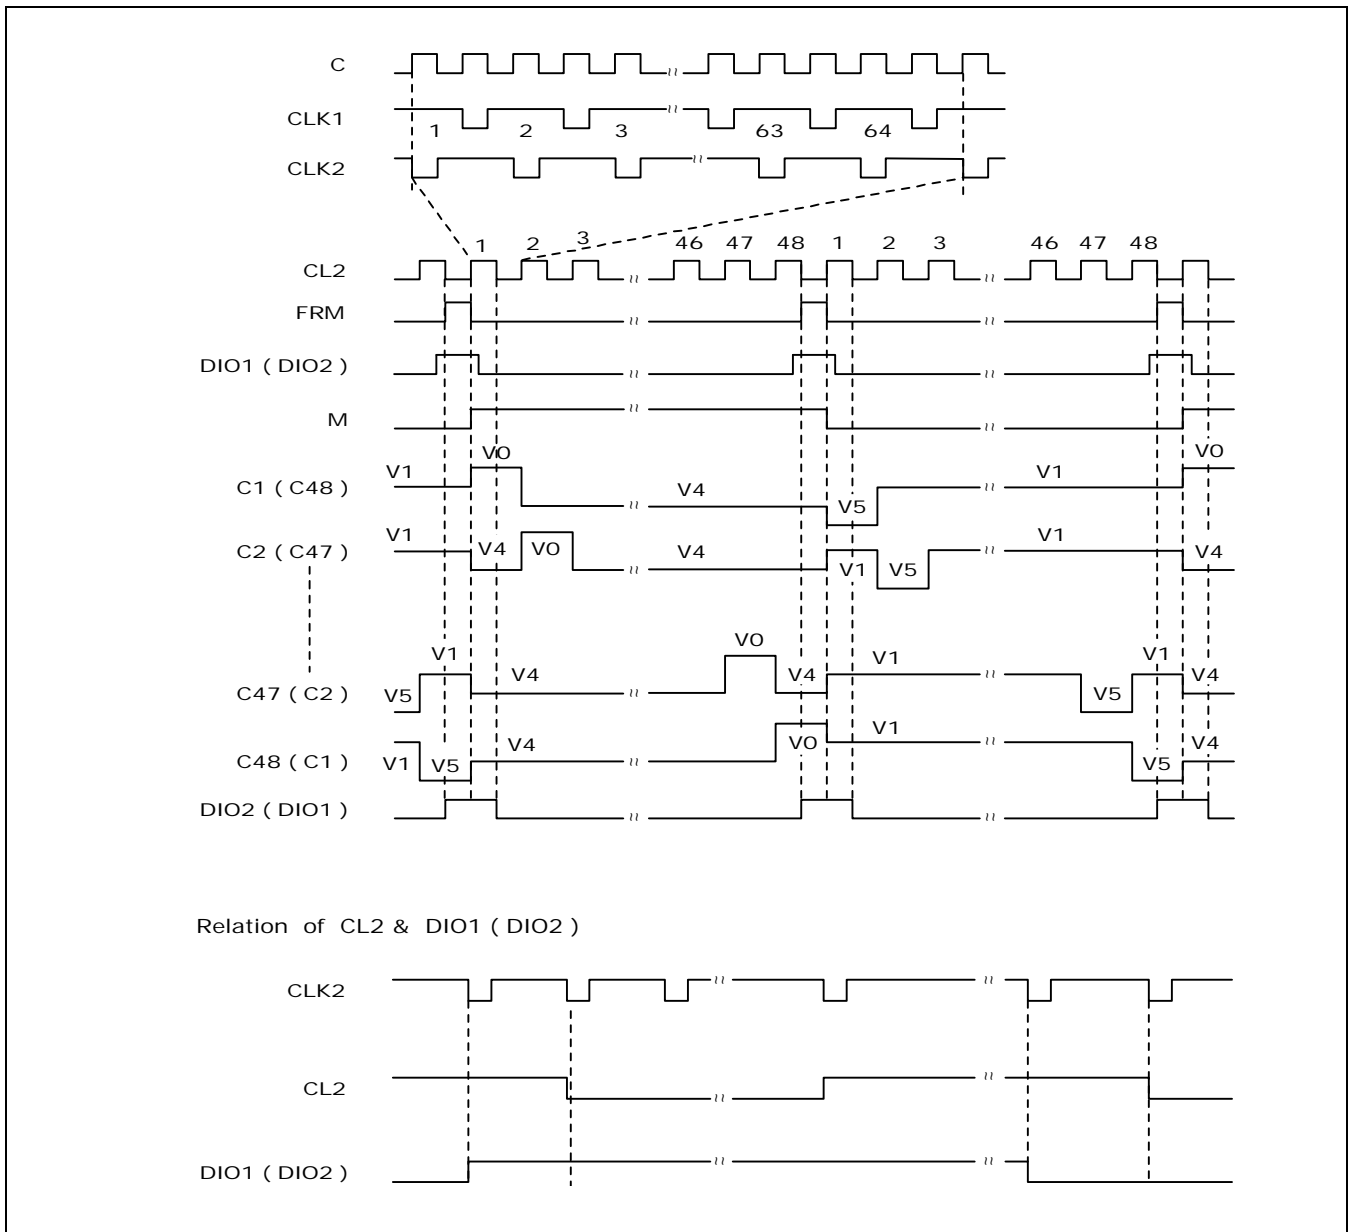 C
CLK1
1 2 3 63 64
CLK2
1 2 3 46 47 48 1 2 3 46 47 48
CL2
FRM
DIO1 ( DIO2 )
M
V0 V0
V1 V4 V1
C1 ( C48 )
V5
V1 V1
C2 ( C47 ) V4 V0 V4 V4
V1 V5
V0
V1 V1 V1
V4 V4 V4
C47 ( C2 ) V5 V5
V1
V4 V0 V4
C48 ( C1 ) V1 V5 V5
DIO2 ( DIO1 )
Relation of CL2 & DIO1 ( DIO2 )
CLK2
CL2
DIO1 ( DIO2 )